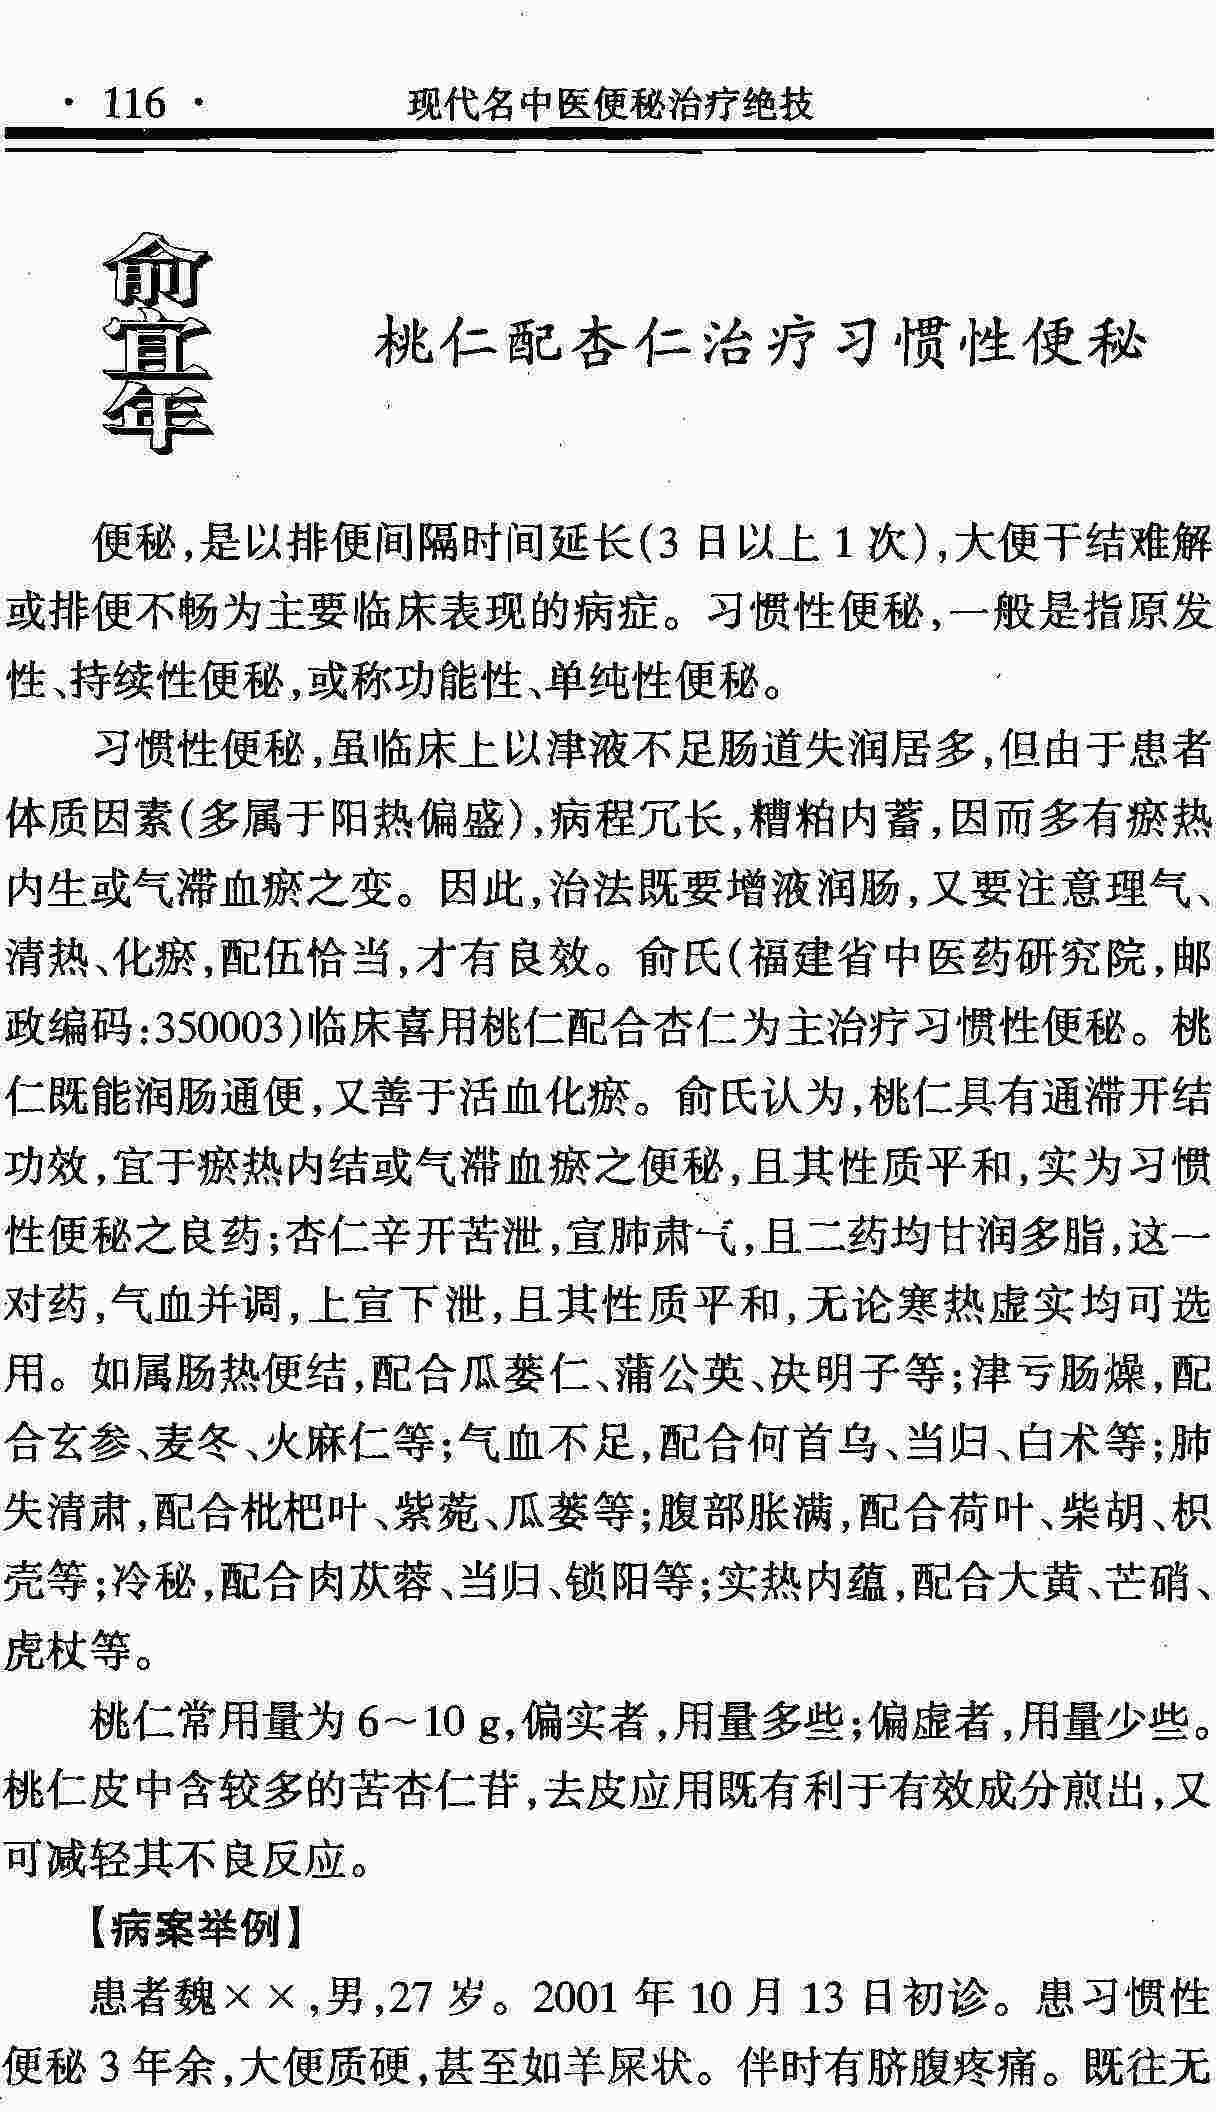 · 116 · 现代名中医便秘治疗绝技
俞宜年
桃仁配杏仁治疗习惯性便秘
便秘,是以排便间隔时间延长(3 日以上 1 次),大便干结难解
或排便不畅为主要临床表现的病症。习惯性便秘,一般是指原发
性、持续性便秘,或称功能性、单纯性便秘。
习惯性便秘,虽临床上以津液不足肠道失润居多,但由于患者
体质因素(多属于阳热偏盛),病程冗长,糟粕内蓄,因而多有瘀热
内生或气滞血瘀之变。因此,治法既要增液润肠,又要注意理气、
清热、化瘀,配伍恰当,才有良效。俞氏(福建省中医药研究院,邮
政编码:350003)临床喜用桃仁配合杏仁为主治疗习惯性便秘。桃
仁既能润肠通便,又善于活血化瘀。俞氏认为,桃仁具有通滞开结
功效,宜于瘀热内结或气滞血瘀之便秘,且其性质平和,实为习惯
性便秘之良药;杏仁辛开苦泄,宣肺肃气,且二药均甘润多脂,这一
对药,气血并调,上宣下泄,且其性质平和,无论寒热虚实均可选
用。如属肠热便结,配合瓜蒌仁、蒲公英、决明子等;津亏肠燥,配
合玄参、麦冬、火麻仁等;气血不足,配合何首乌、当归、白术等;肺
失清肃,配合枇杷叶、紫菀、瓜蒌等;腹部胀满,配合荷叶、柴胡、枳
壳等;冷秘,配合肉苁蓉、当归、锁阳等;实热内蕴,配合大黄、芒硝、
虎杖等。
桃仁常用量为 6～10 g,偏实者,用量多些;偏虚者,用量少些。
桃仁皮中含较多的苦杏仁苷,去皮应用既有利于有效成分煎出,又
可减轻其不良反应。
【病案举例】
患者魏××,男,27 岁。2001 年 10 月 13 日初诊。患习惯性
便秘 3 年余,大便质硬,甚至如羊屎状。伴时有脐腹疼痛。既往无